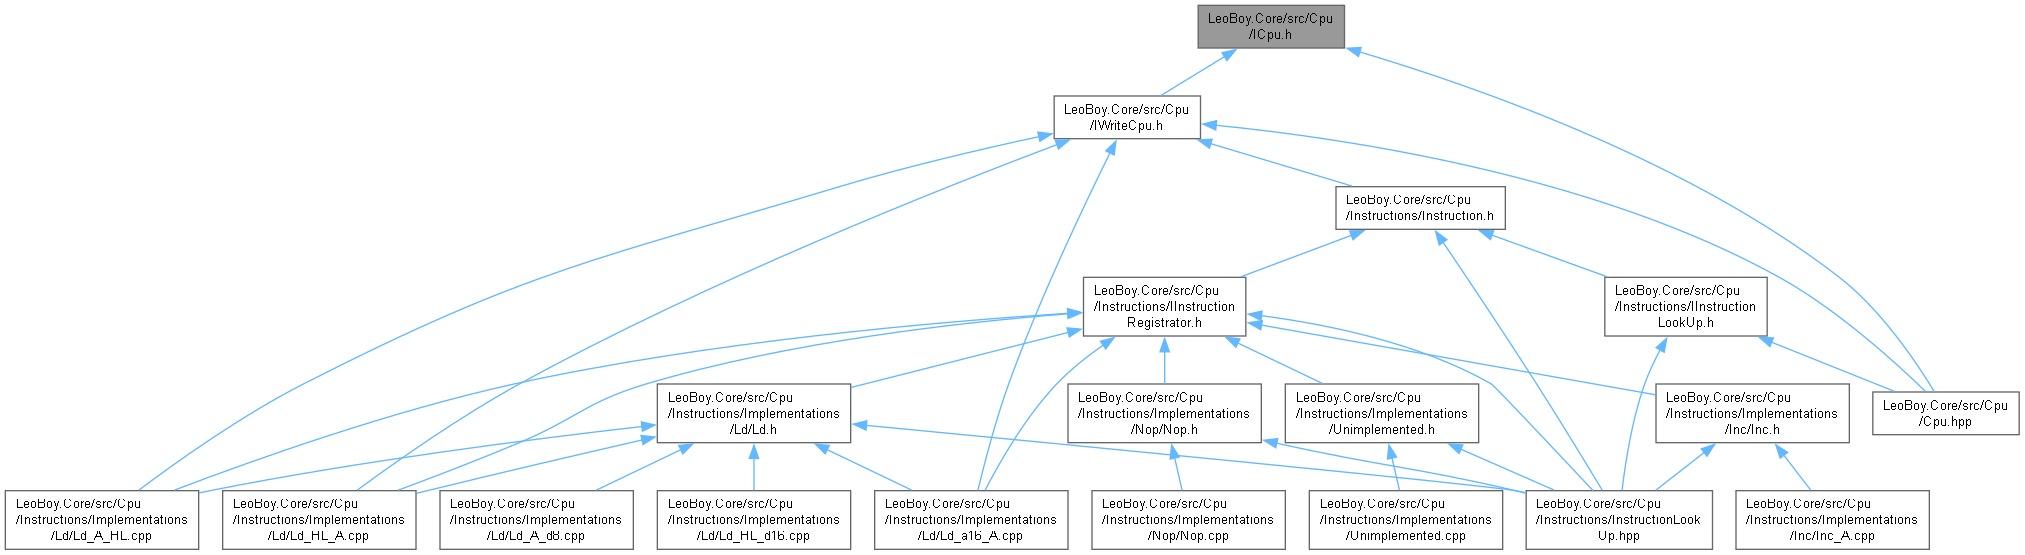 LeoBoy.Core/src/Cpu
/ICpu.h
LeoBoy.Core/src/Cpu
/IWriteCpu.h
LeoBoy.Core/src/Cpu
/Instructions/Instruction.h
LeoBoy.Core/src/Cpu
/Instructions/IInstruction
Registrator.h
LeoBoy.Core/src/Cpu
/Instructions/IInstruction
LookUp.h
LeoBoy.Core/src/Cpu
/Instructions/Implementations
/Ld/Ld.h
LeoBoy.Core/src/Cpu
/Instructions/Implementations
/Nop/Nop.h
LeoBoy.Core/src/Cpu
/Instructions/Implementations
/Unimplemented.h
LeoBoy.Core/src/Cpu
/Instructions/Implementations
/Inc/Inc.h
LeoBoy.Core/src/Cpu
/Cpu.hpp
LeoBoy.Core/src/Cpu
/Instructions/Implementations
/Ld/Ld_A_HL.cpp
LeoBoy.Core/src/Cpu
/Instructions/Implementations
/Ld/Ld_HL_A.cpp
LeoBoy.Core/src/Cpu
/Instructions/Implementations
/Ld/Ld_A_d8.cpp
LeoBoy.Core/src/Cpu
/Instructions/Implementations
/Ld/Ld_HL_d16.cpp
LeoBoy.Core/src/Cpu
/Instructions/Implementations
/Ld/Ld_a16_A.cpp
LeoBoy.Core/src/Cpu
/Instructions/Implementations
/Nop/Nop.cpp
LeoBoy.Core/src/Cpu
/Instructions/Implementations
/Unimplemented.cpp
LeoBoy.Core/src/Cpu
/Instructions/InstructionLook
Up.hpp
LeoBoy.Core/src/Cpu
/Instructions/Implementations
/Inc/Inc_A.cpp